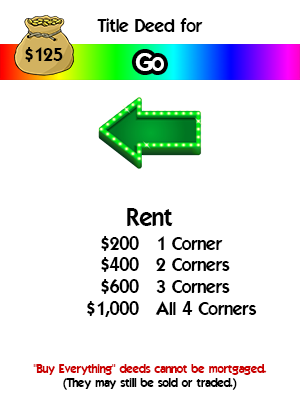 Title Deed for
$125
Go
Rent
$200 1 Corner
$400 2 Corners
$600 3 Corners
$1,000 All 4 Corners
"Buy Everything" deeds cannot be mortgaged.
(They may still be sold or traded.)